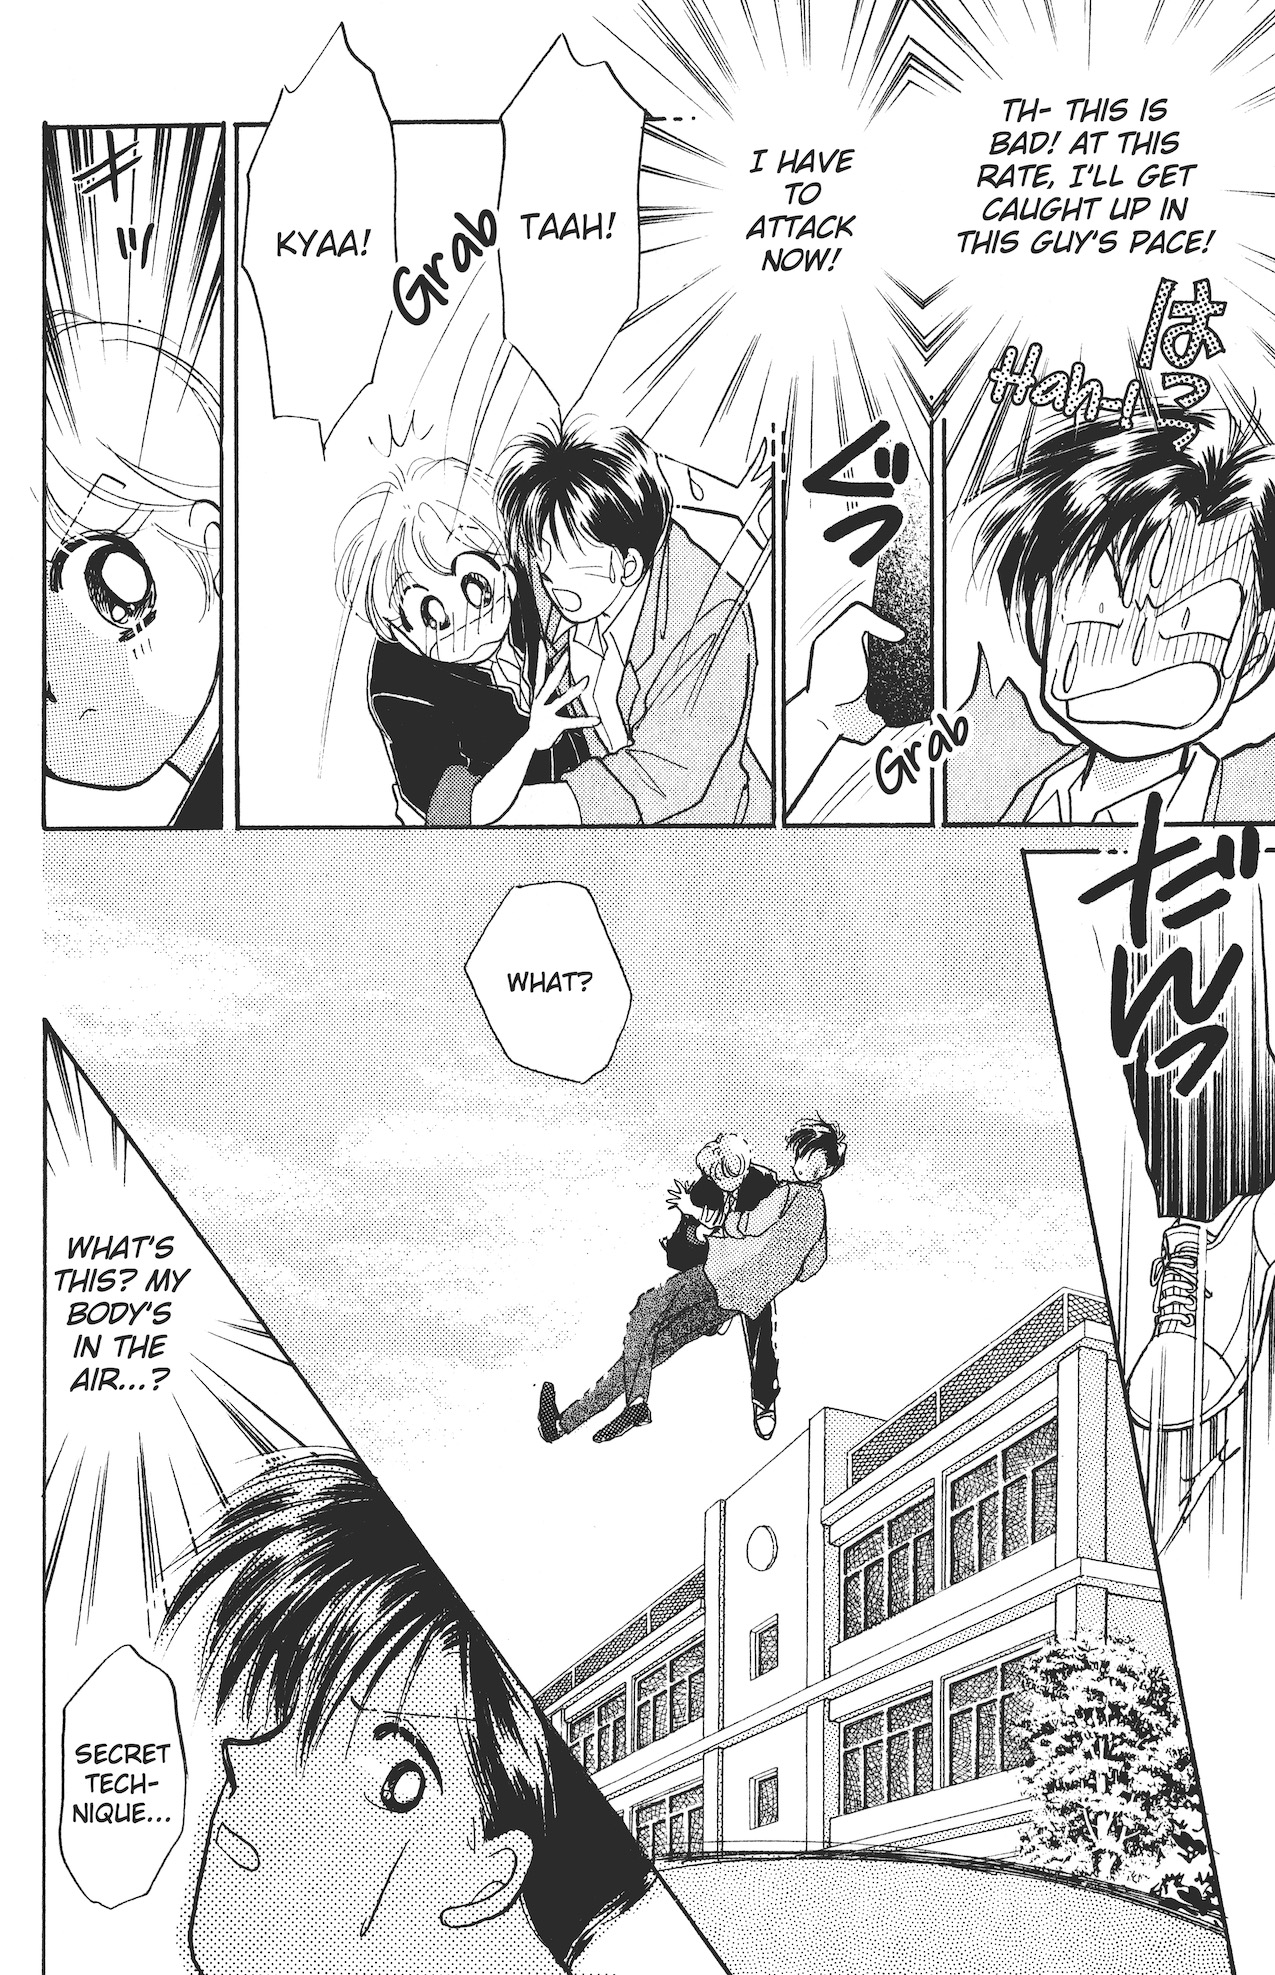 TH- THIS IS
BAD! AT THIS
RATE, I'LL GET
CAUGHT UP IN
THIS GUY'S PACE!
はっ
Hah-!
I HAVE
TO
ATTACK
NOW!
ぐっ
Grab
TAAH!
Grab
KYAA!
キッ
だんっ
WHAT?
WHAT'S
THIS? MY
BODY'S
IN THE
AIR...?
SECRET
TECH-
NIQUE...